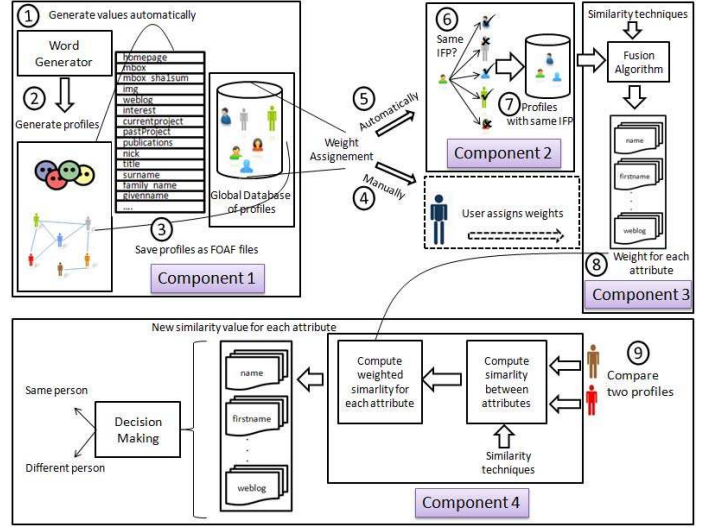 1
Generate values automatically
Word
Generator
2
Generate profiles
homepage
mbox
mbox_sha1sum
img
weblog
interest
currentproject
pastProject
publications
nick
title
surname
family_name
givenname
....
Global Database
of profiles
3
Save profiles as FOAF files
Component 1
Weight
Assignement
5
Automatically
4
Manually
6
Same
IFP?
7
Profiles
with same IFP
Component 2
User assigns weights
Similarity techniques
Fusion
Algorithm
name
firstname
weblog
8
Weight for each
attribute
Component 3
New similarity value for each attribute
Same person
Different person
Decision
Making
name
firstname
weblog
Compute
weighted
simarlity for
each attribute
Compute
simarlity
between
attributes
Similarity
techniques
9
Compare
two profiles
Component 4